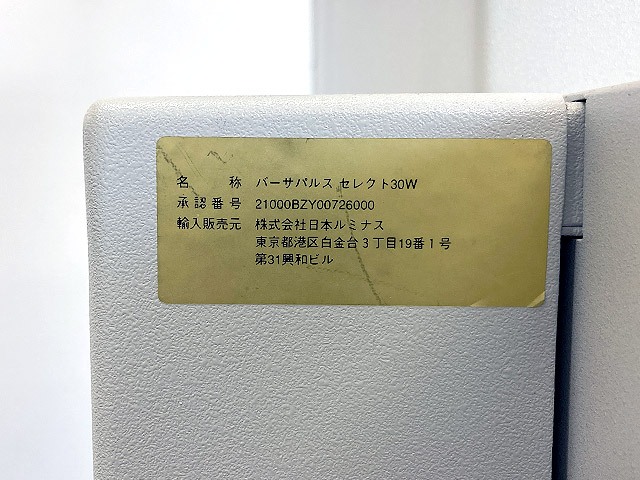 名　　称　バーサパルス セレクト30W
承認番号　21000BZY00726000
輸入販売元　株式会社日本ルミナス
東京都港区白金台3丁目19番1号
第31興和ビル